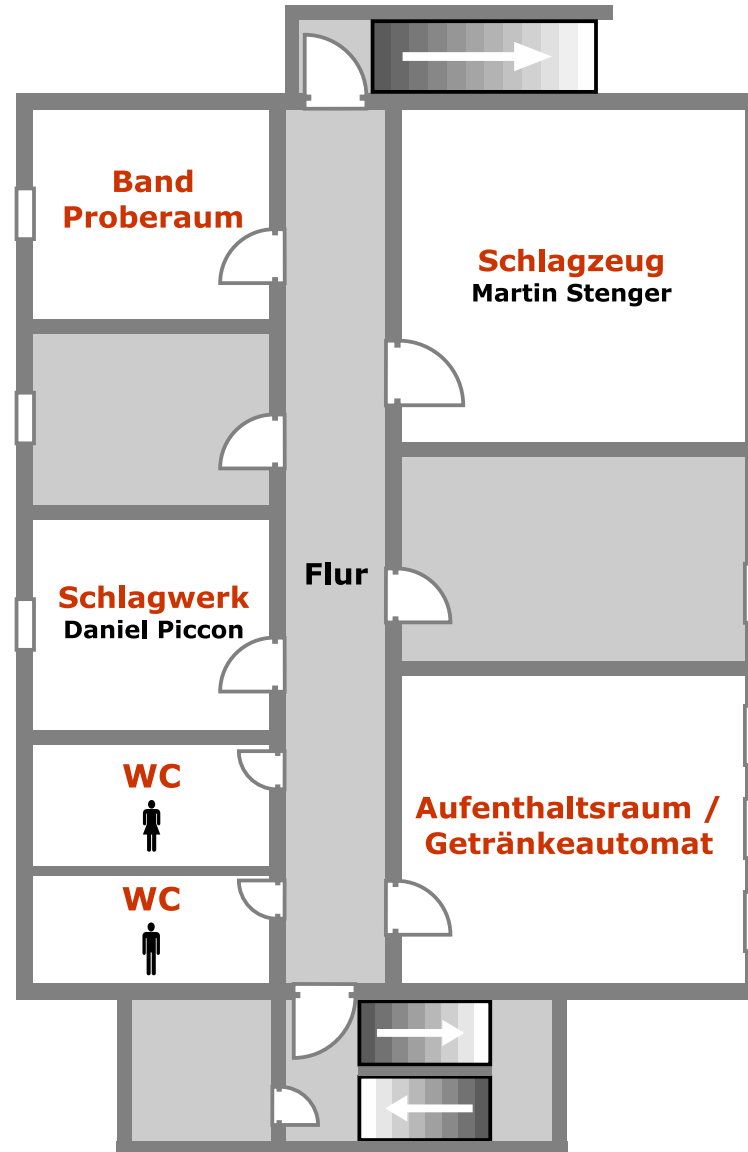 Band
Proberaum
Schlagzeug
Martin Stenger
Flur
Schlagwerk
Daniel Piccon
WC
Aufenthaltsraum /
Getränkeautomat
WC